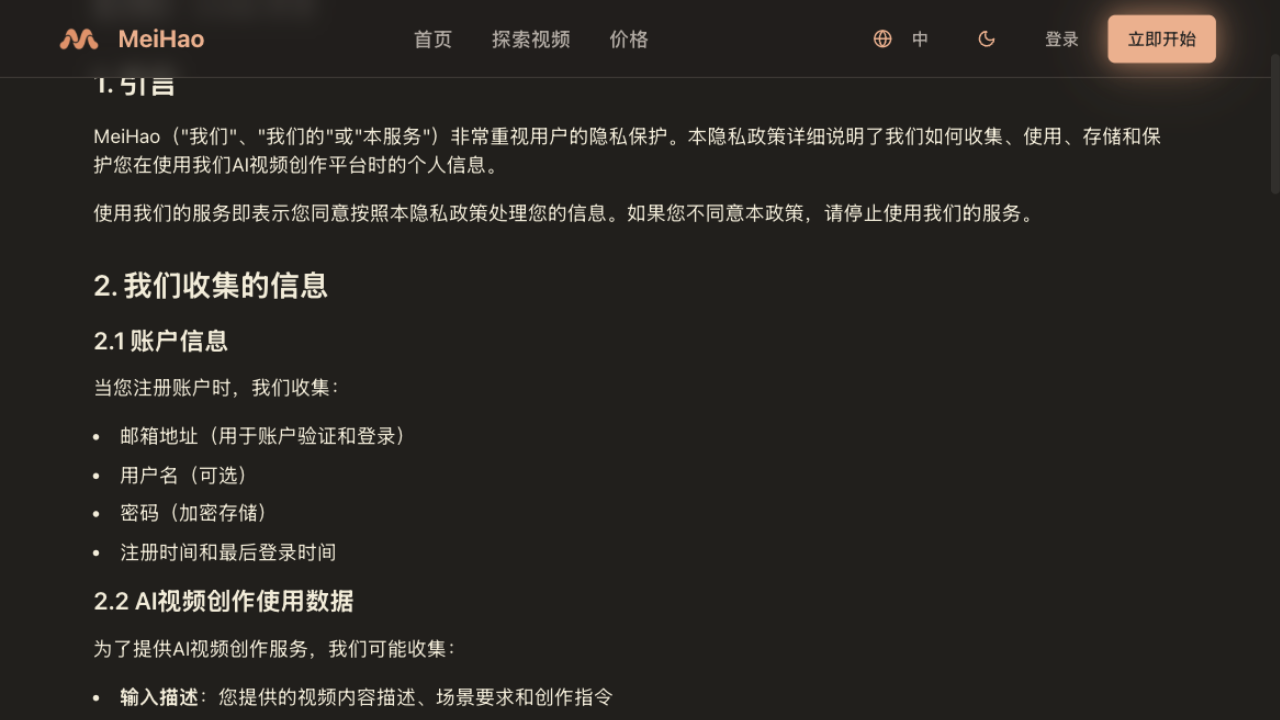 MeiHao
首页
探索视频
价格
中
登录
立即开始
1. 引言
MeiHao（"我们"、"我们的"或"本服务"）非常重视用户的隐私保护。本隐私政策详细说明了我们如何收集、使用、存储和保
护您在使用我们AI视频创作平台时的个人信息。
使用我们的服务即表示您同意按照本隐私政策处理您的信息。如果您不同意本政策，请停止使用我们的服务。
2. 我们收集的信息
2.1 账户信息
当您注册账户时，我们收集：
• 邮箱地址（用于账户验证和登录）
• 用户名（可选）
• 密码（加密存储）
• 注册时间和最后登录时间
2.2 AI视频创作使用数据
为了提供AI视频创作服务，我们可能收集：
• 输入描述：您提供的视频内容描述、场景要求和创作指令